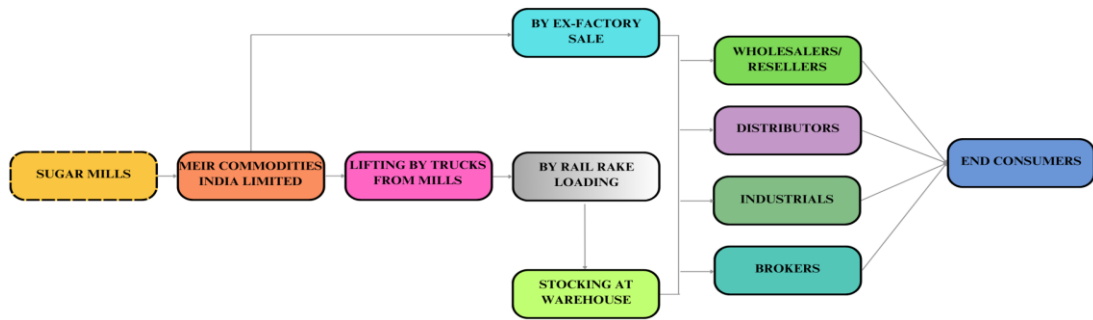 BY EX-FACTORY
SALE
WHOLESALERS/
RESELLERS
DISTRIBUTORS
SUGAR MILLS
MEIR COMMODITIES
INDIA LIMITED
LIFTING BY TRUCKS
FROM MILLS
BY RAIL RAKE
LOADING
END CONSUMERS
INDUSTRIALS
BROKERS
STOCKING AT
WAREHOUSE